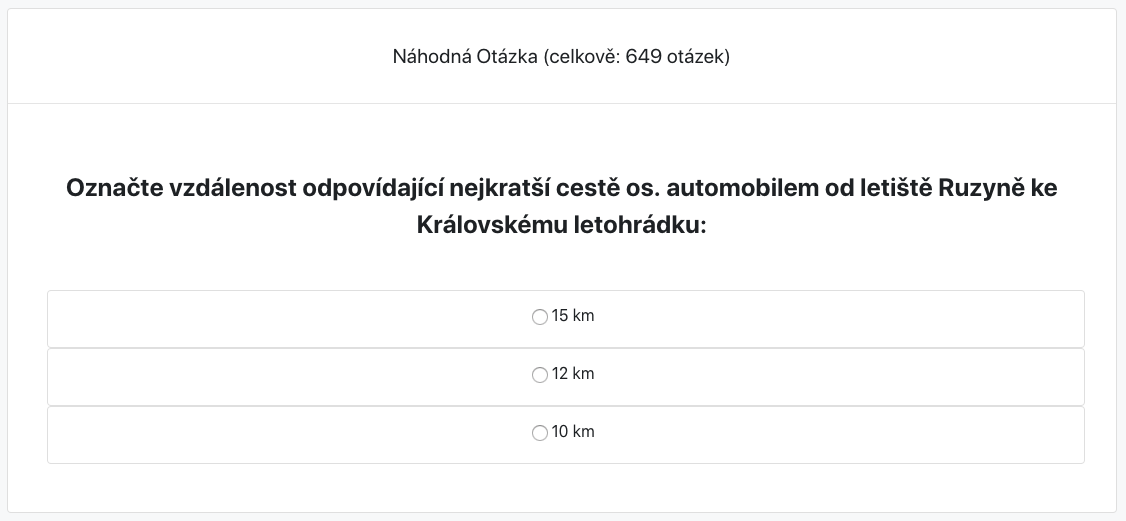 Náhodná Otázka (celkově: 649 otázek)
Označte vzdálenost odpovídající nejkratší cestě os. automobilem od letiště Ruzyně ke
Královskému letohrádku:
15 km
12 km
10 km